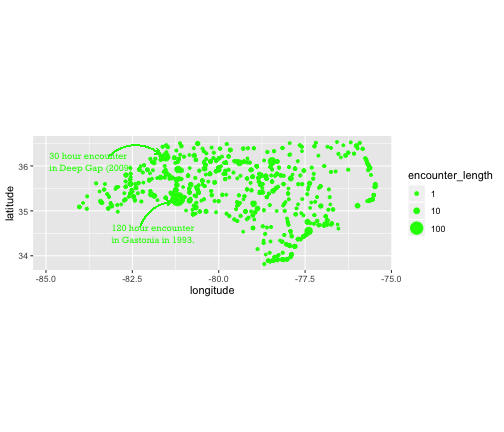 30 hour encounter
in Deep Gap (2009)
120 hour encounter
in Gastonia in 1993.
36
35
34
-85.0
-82.5
-80.0
-77.5
-75.0
longitude
latitude
encounter_length
1
10
100